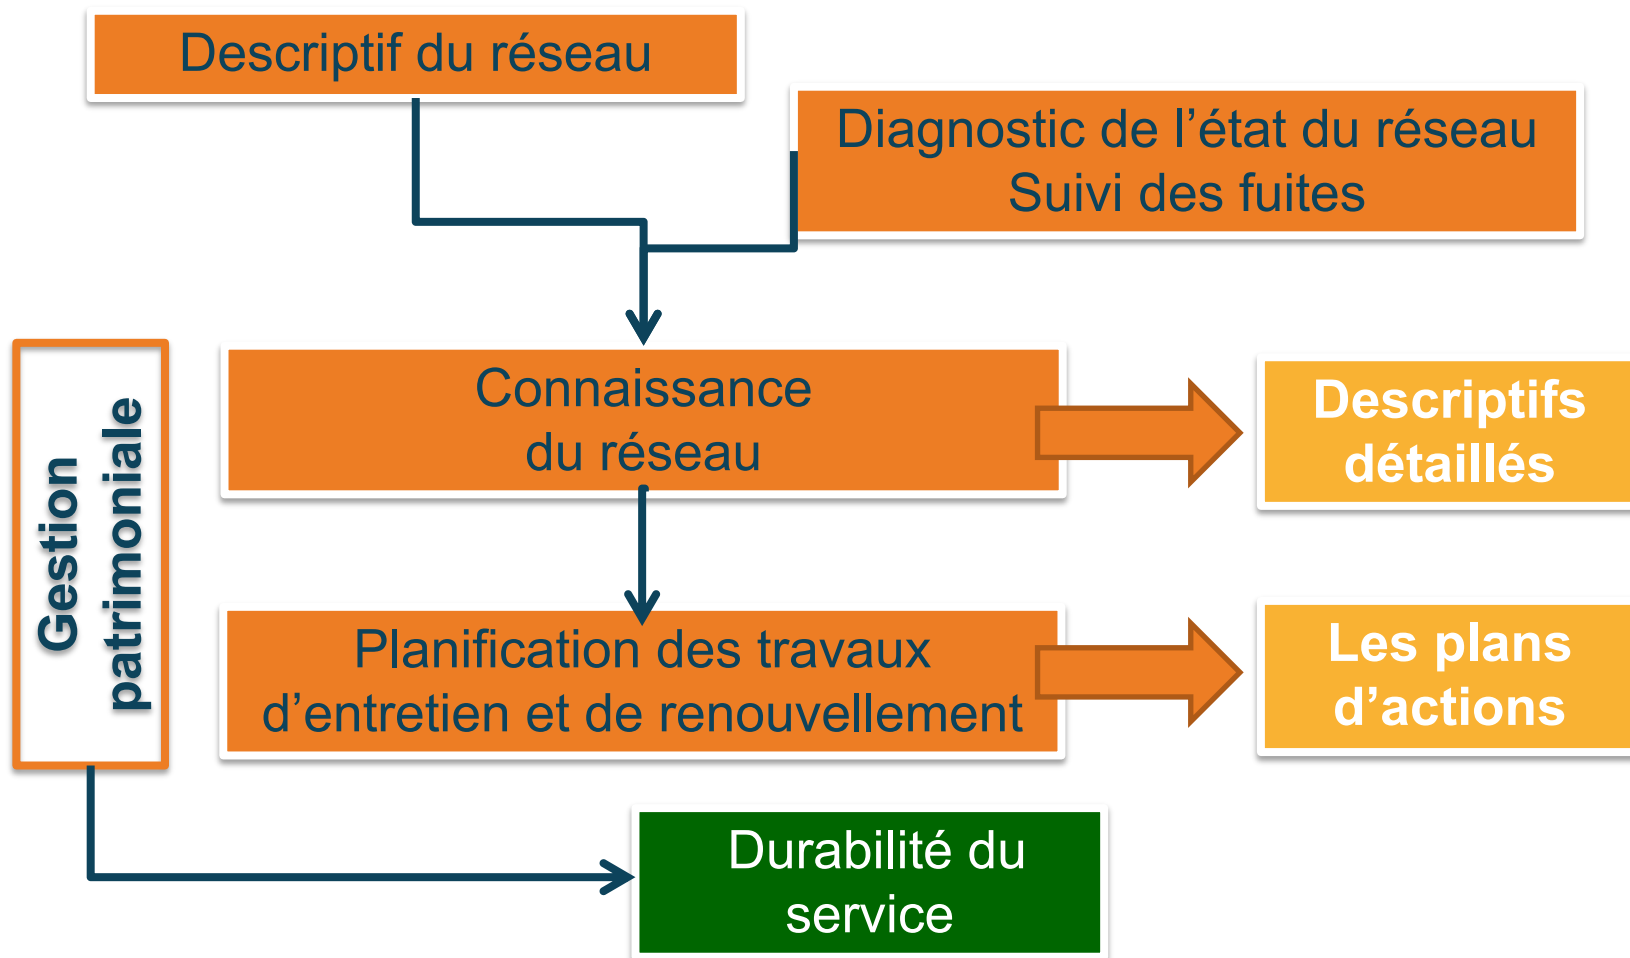 Descriptif du réseau
Diagnostic de l’état du réseau
Suivi des fuites
Gestion
patrimoniale
Connaissance
du réseau
Descriptifs
détaillés
Planification des travaux
d’entretien et de renouvellement
Les plans
d’actions
Durabilité du
service